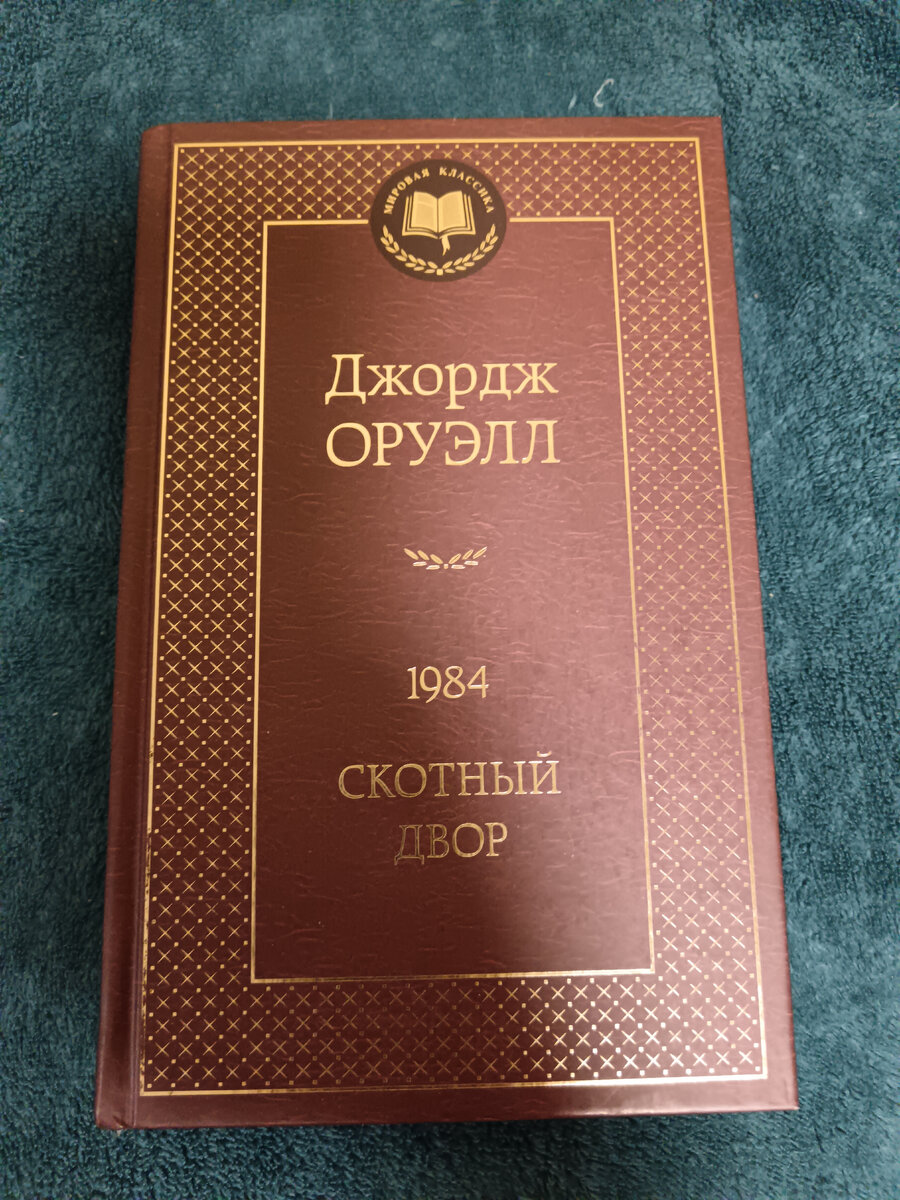 МИРОВАЯ КЛАССИКА
Джордж
ОРУЭЛЛ
1984
СКОТНЫЙ
ДВОР